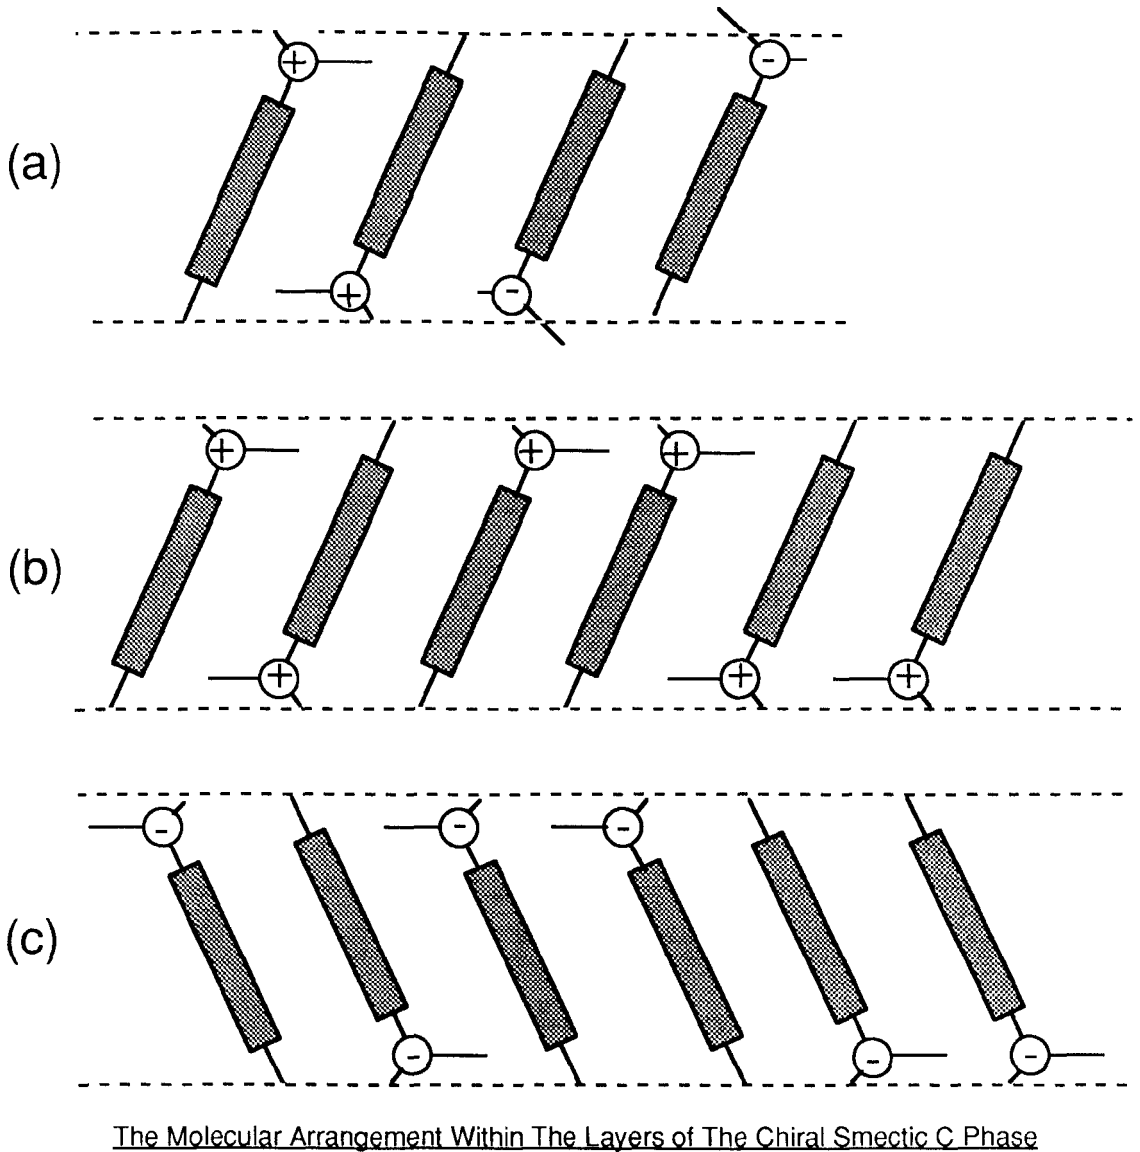 (a)
+ + - -
(b)
+ + + + + +
(c)
- - - - - -
The Molecular Arrangement Within The Layers of The Chiral Smectic C Phase